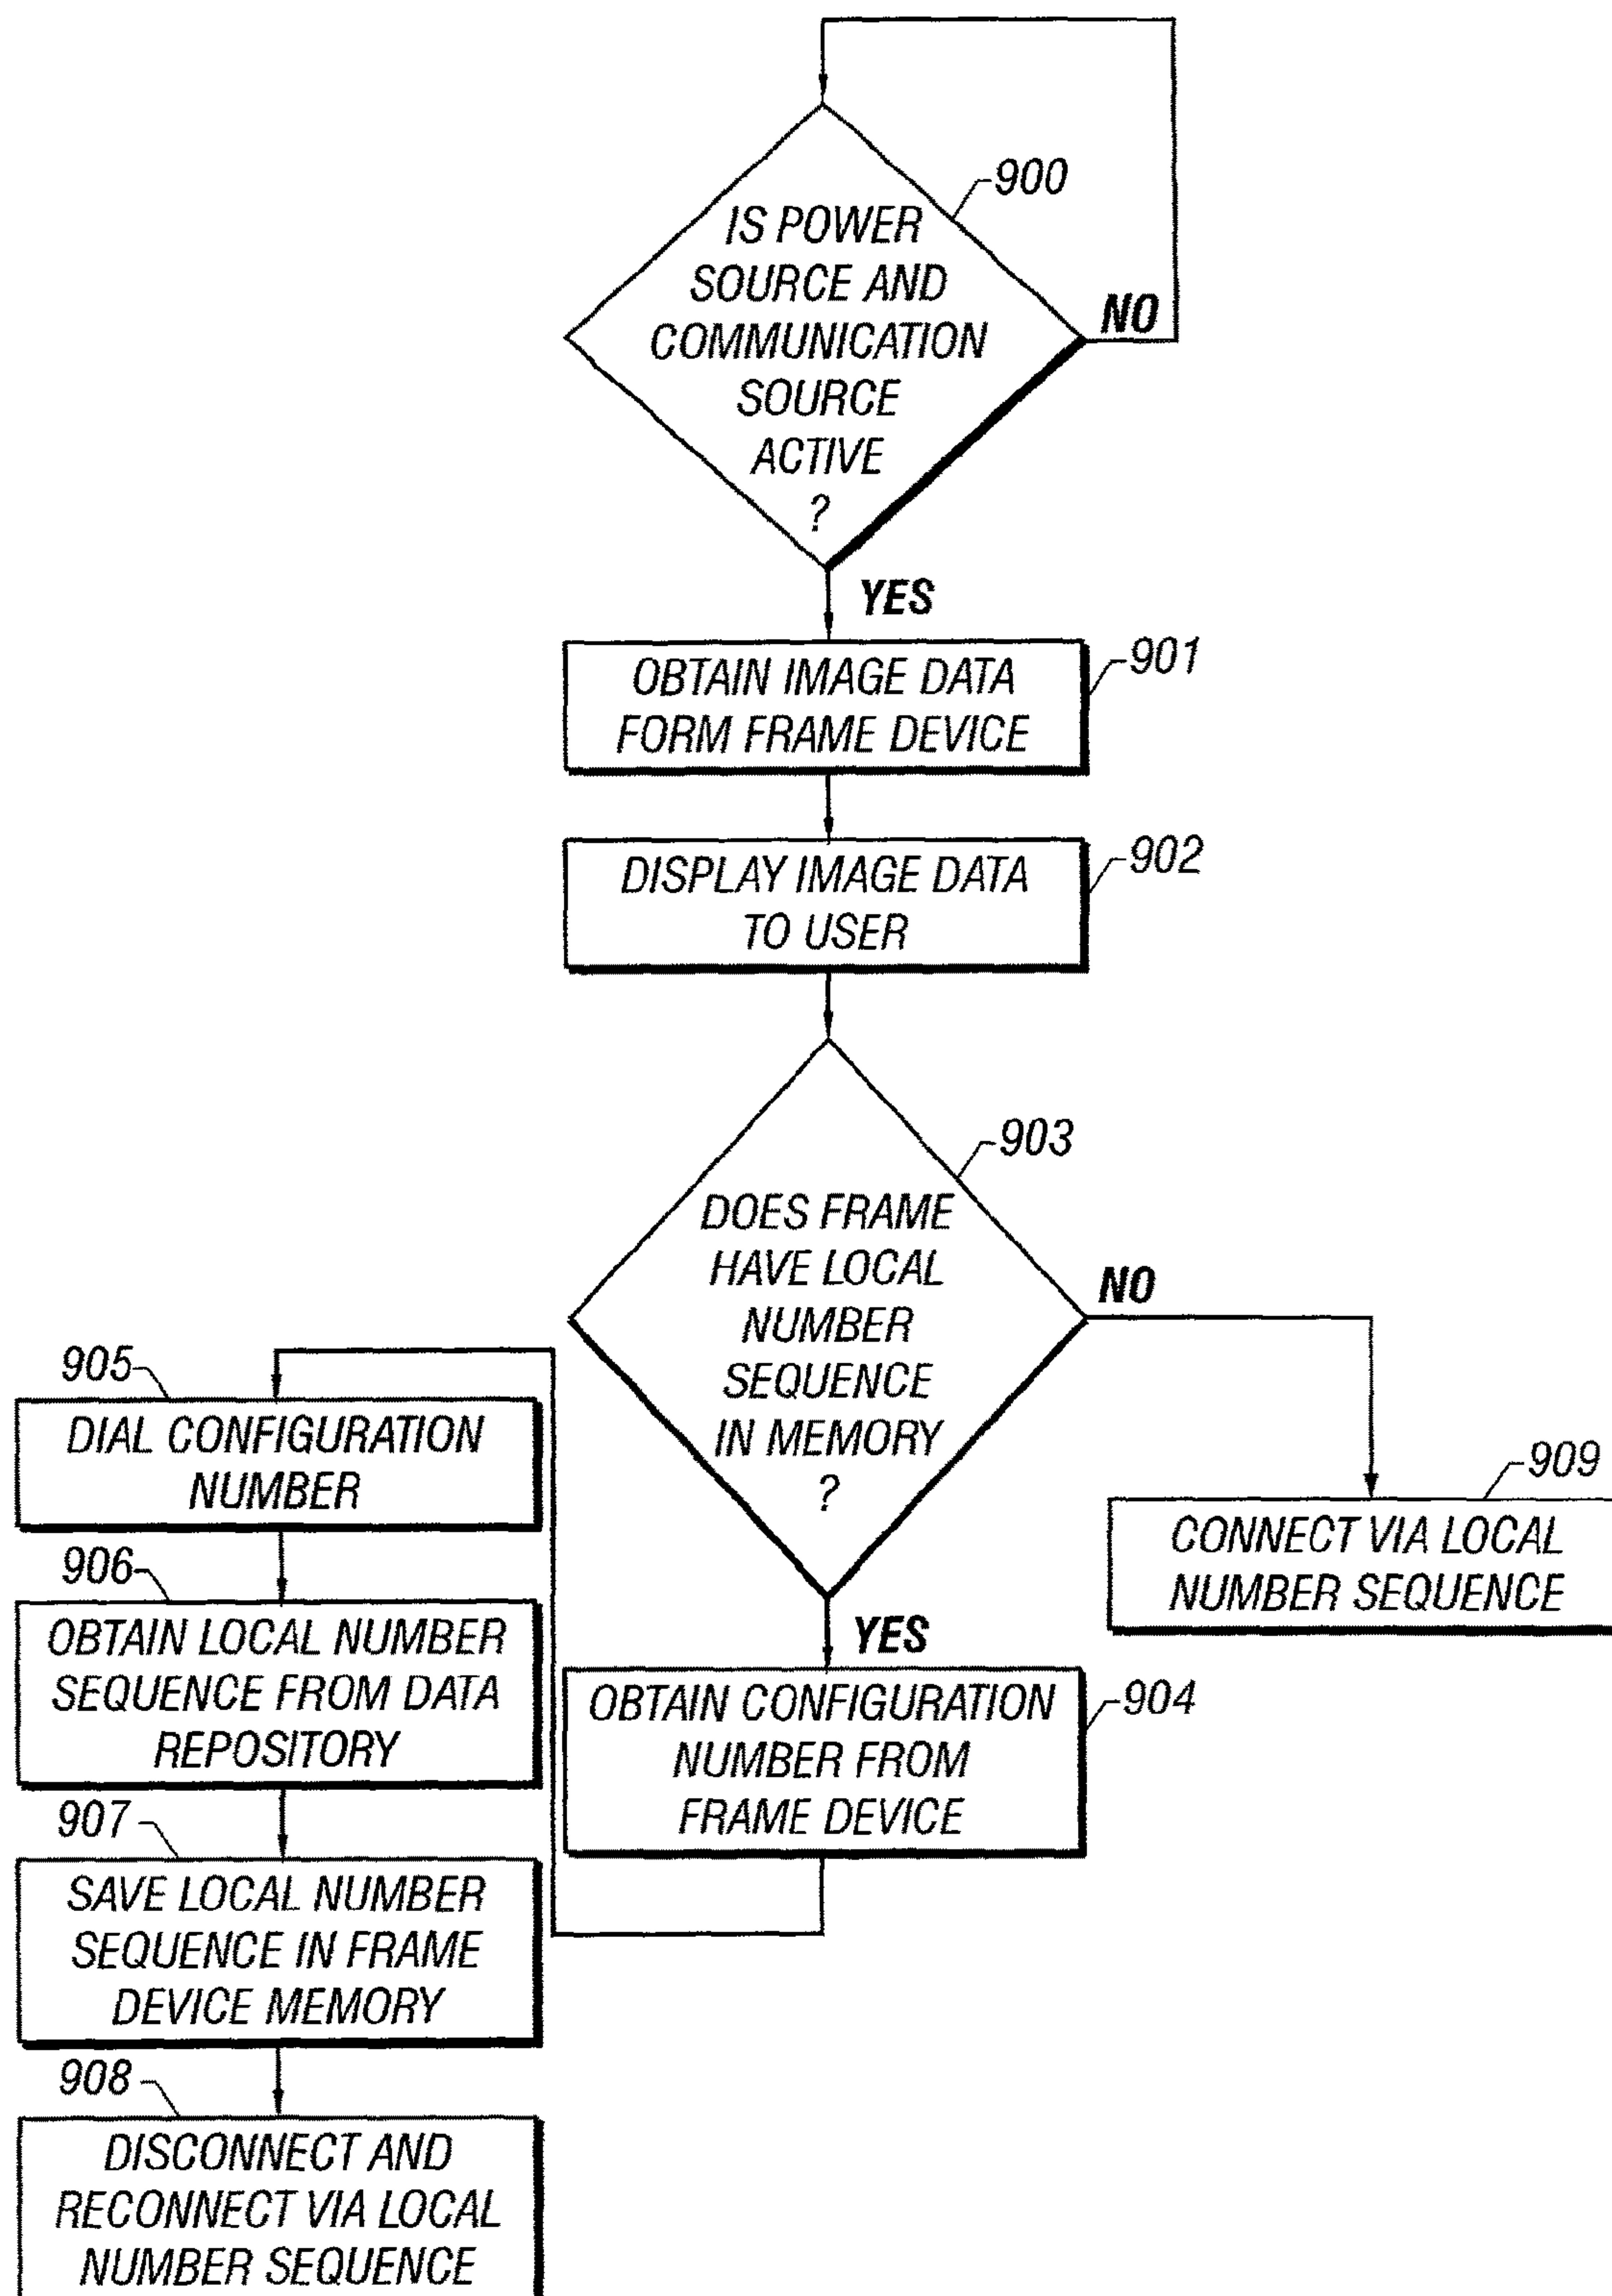 900
IS POWER
SOURCE AND
COMMUNICATION
SOURCE
ACTIVE
?
NO
YES
901
OBTAIN IMAGE DATA
FORM FRAME DEVICE
902
DISPLAY IMAGE DATA
TO USER
903
DOES FRAME
HAVE LOCAL
NUMBER
SEQUENCE
IN MEMORY
?
NO
YES
909
CONNECT VIA LOCAL
NUMBER SEQUENCE
904
OBTAIN CONFIGURATION
NUMBER FROM
FRAME DEVICE
905
DIAL CONFIGURATION
NUMBER
906
OBTAIN LOCAL NUMBER
SEQUENCE FROM DATA
REPOSITORY
907
SAVE LOCAL NUMBER
SEQUENCE IN FRAME
DEVICE MEMORY
908
DISCONNECT AND
RECONNECT VIA LOCAL
NUMBER SEQUENCE